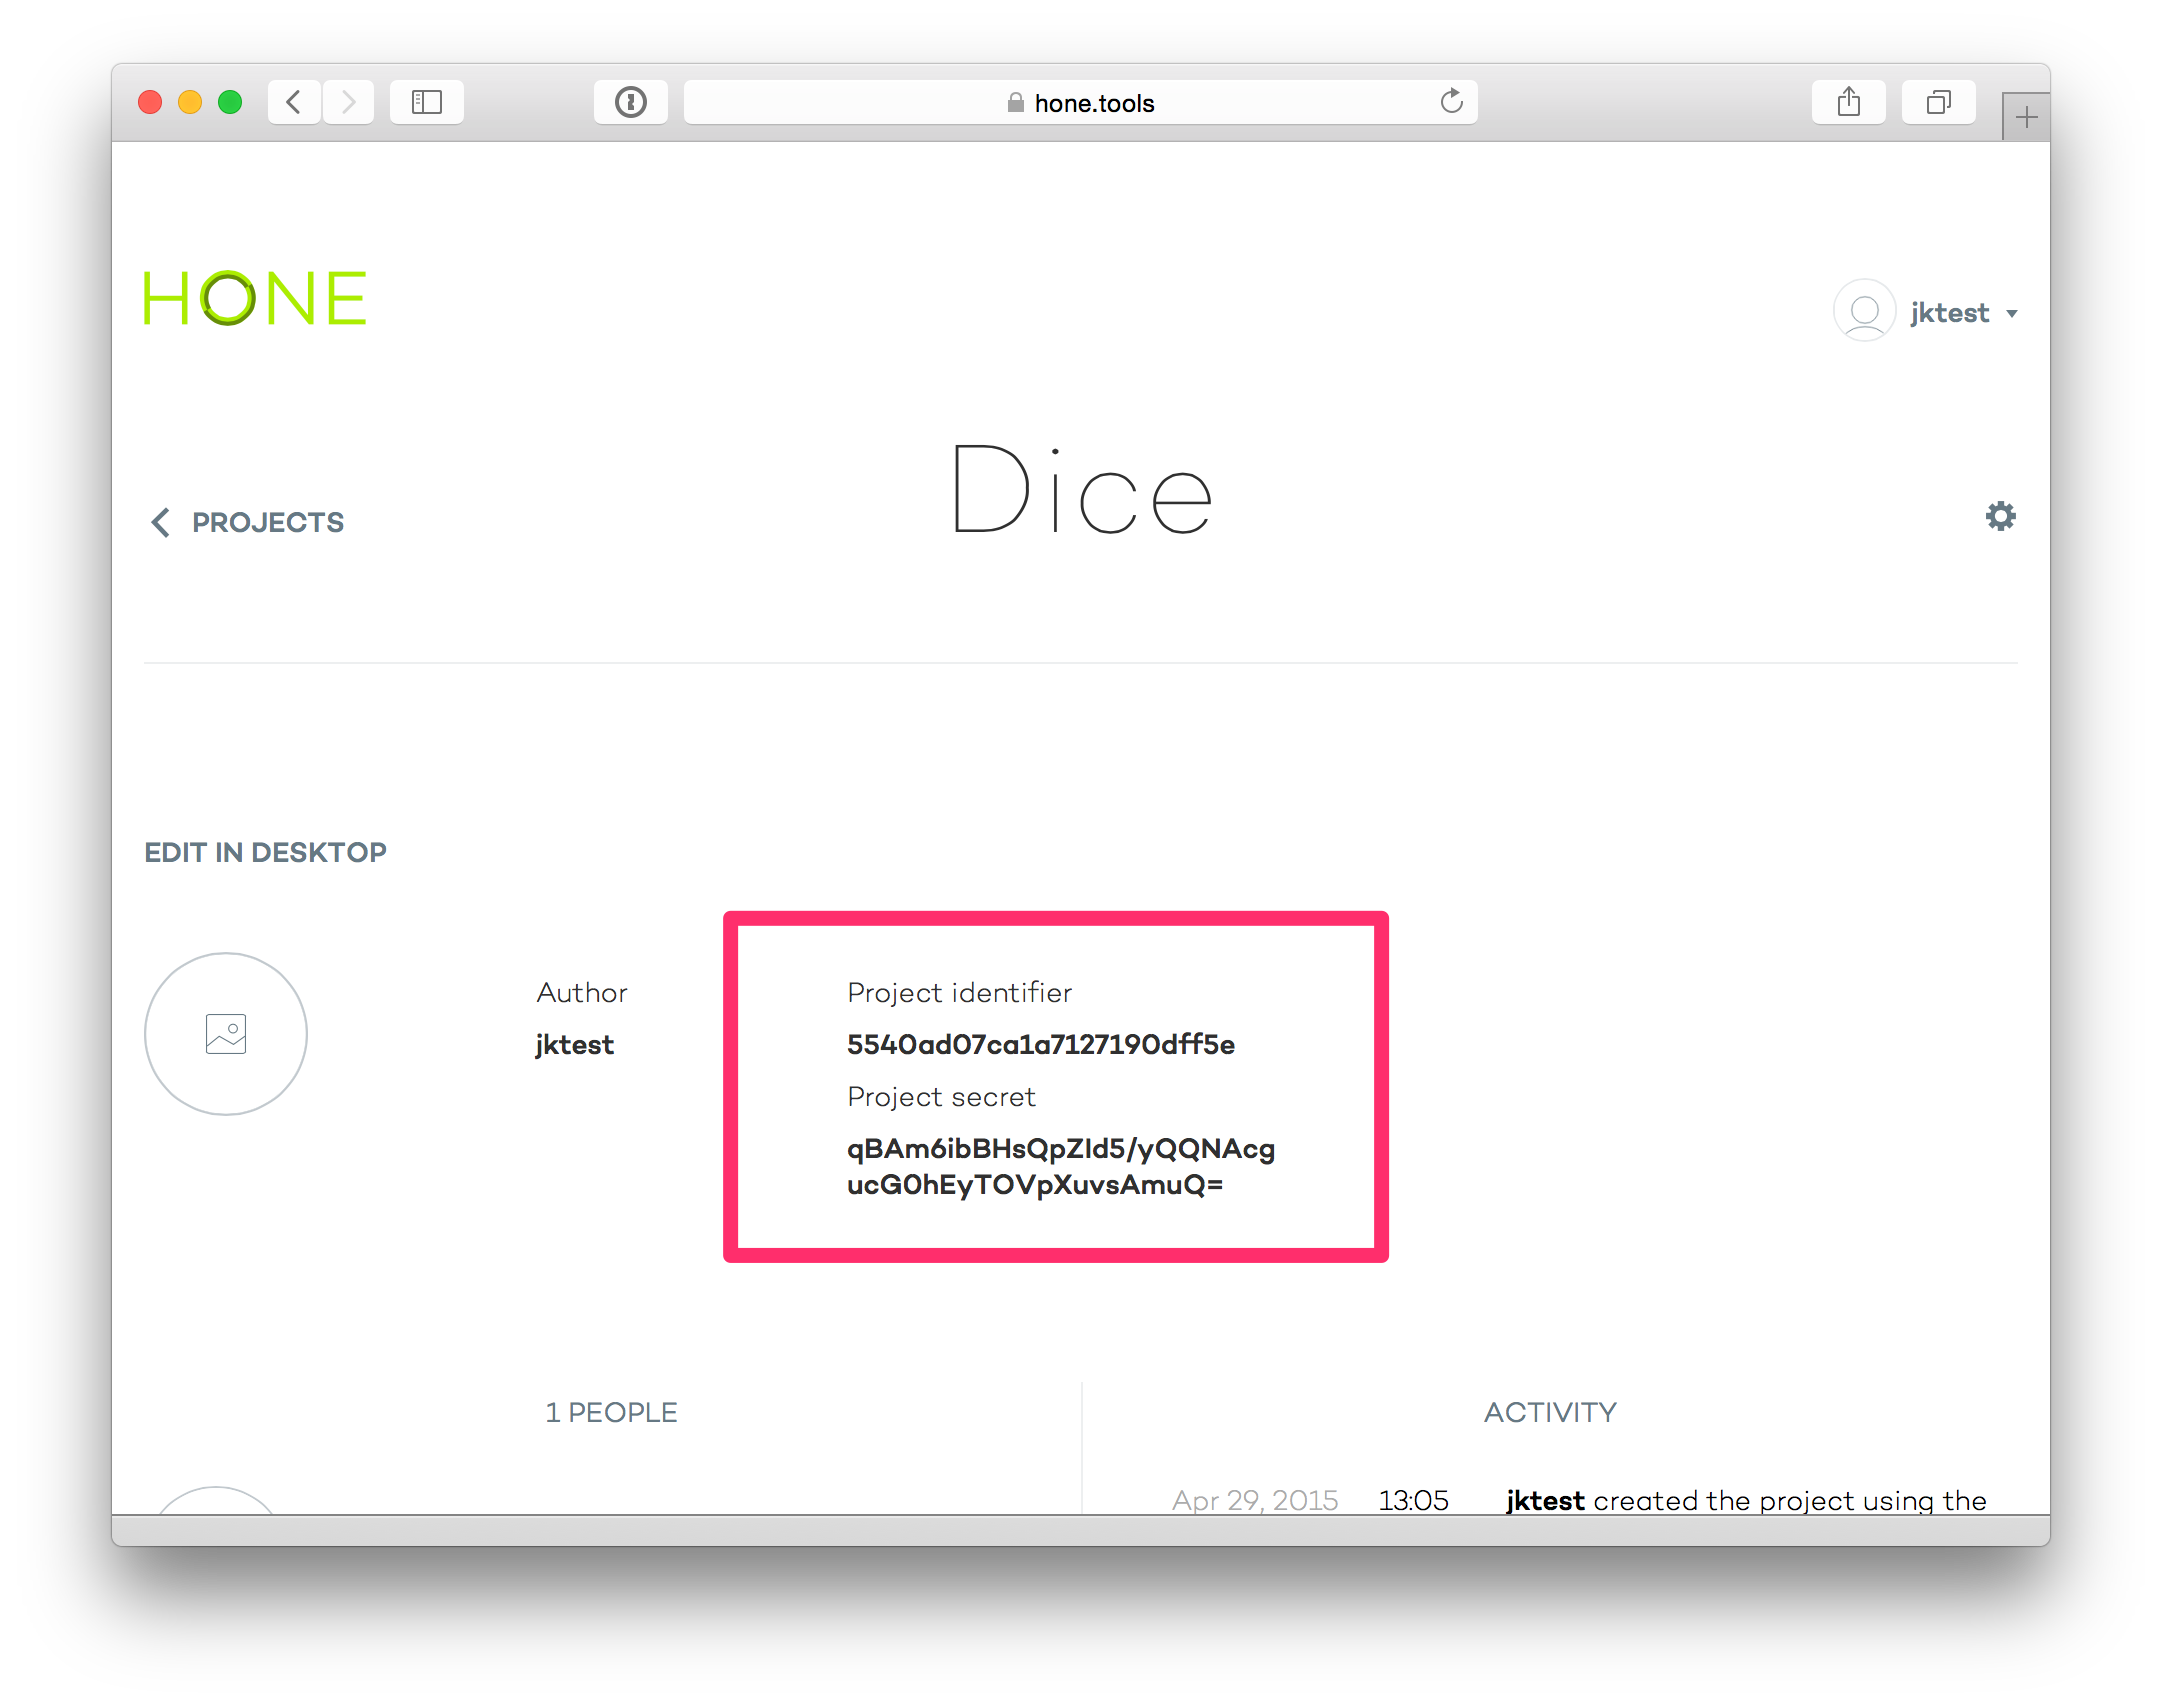 hone.tools
HONE
jktest
Dice
PROJECTS
EDIT IN DESKTOP
Author
jktest
Project identifier
5540ad07ca1a7127190dff5e
Project secret
qBAm6ibBHsQpZId5/yQQNAcg
ucG0hEyTOVpXuvsAmuQ=
1 PEOPLE
ACTIVITY
Apr 29, 2015 13:05 jktest created the project using the